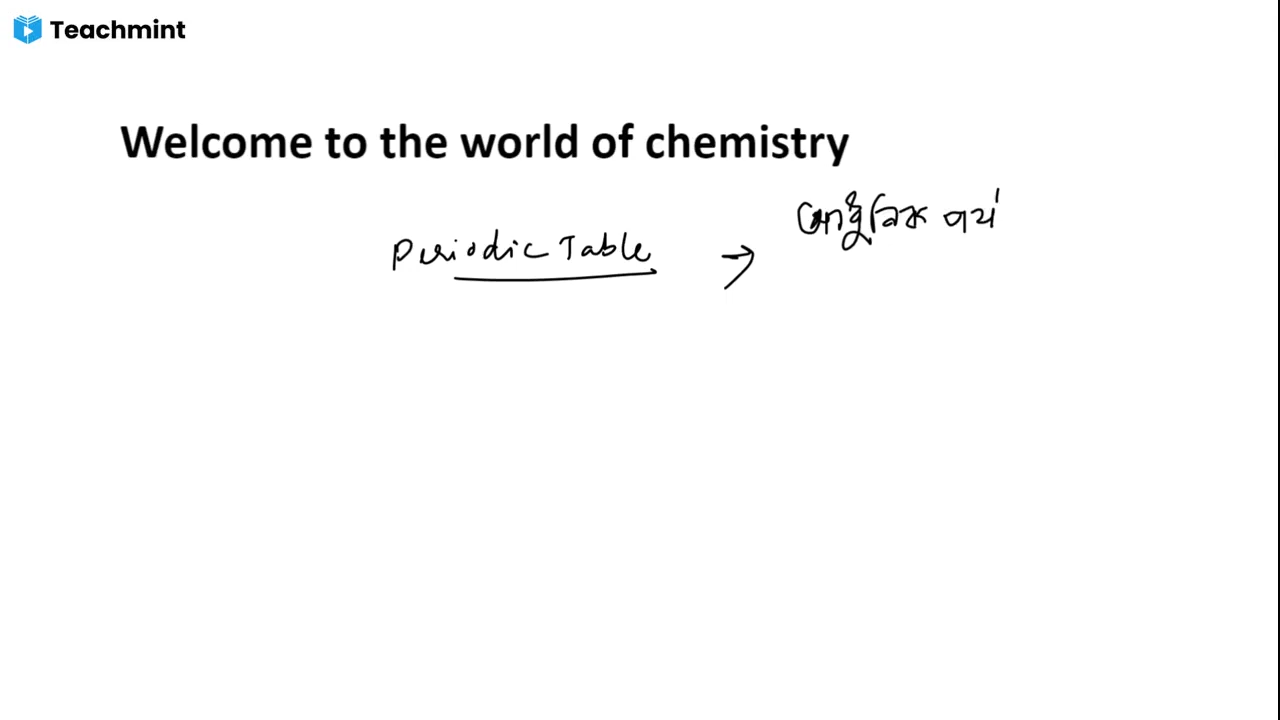 Teachmint
Welcome to the world of chemistry
Periodic Table →